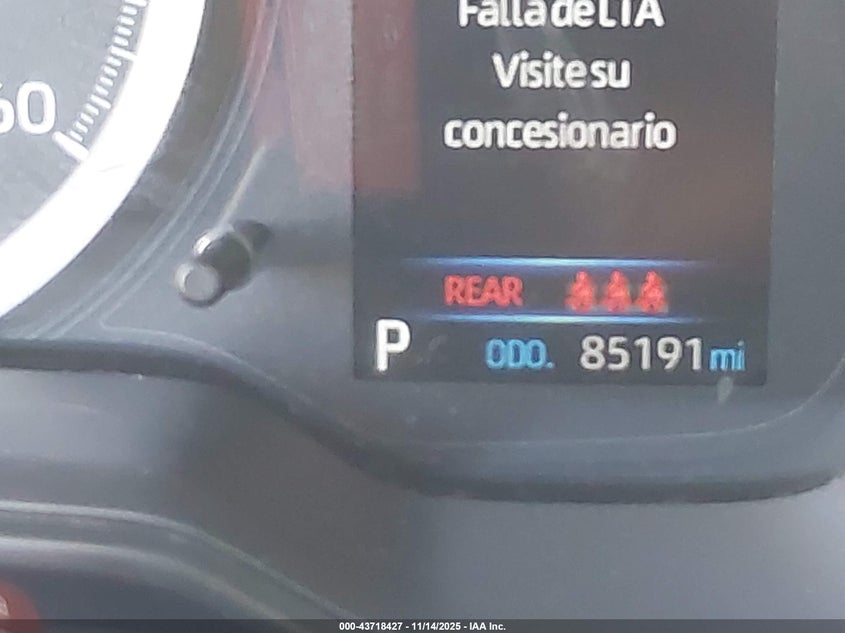 Falla de LTA
Visite su
concesionario
60
REAR
P
ODO. 85191 mi
000-43718427 - 11/14/2025 - IAA Inc.